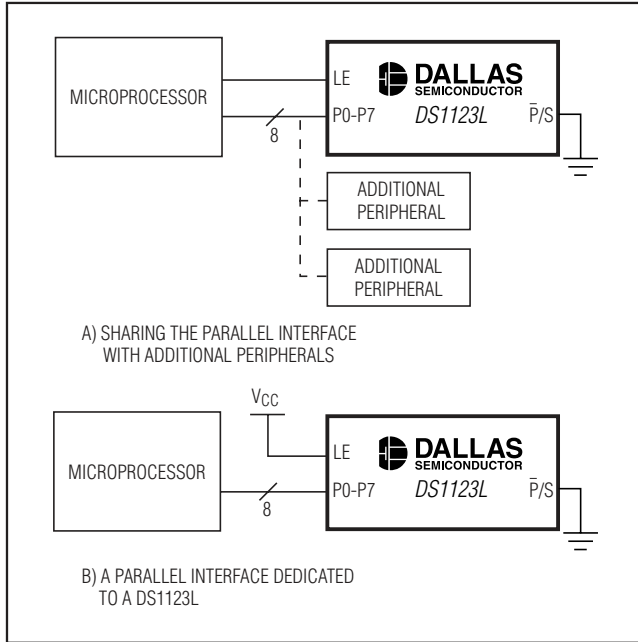 MICROPROCESSOR
LE
P0-P7
8
DALLAS
SEMICONDUCTOR
DS1123L
P̅/S
ADDITIONAL
PERIPHERAL
ADDITIONAL
PERIPHERAL
A) SHARING THE PARALLEL INTERFACE
WITH ADDITIONAL PERIPHERALS
VCC
MICROPROCESSOR
LE
P0-P7
8
DALLAS
SEMICONDUCTOR
DS1123L
P̅/S
B) A PARALLEL INTERFACE DEDICATED
TO A DS1123L